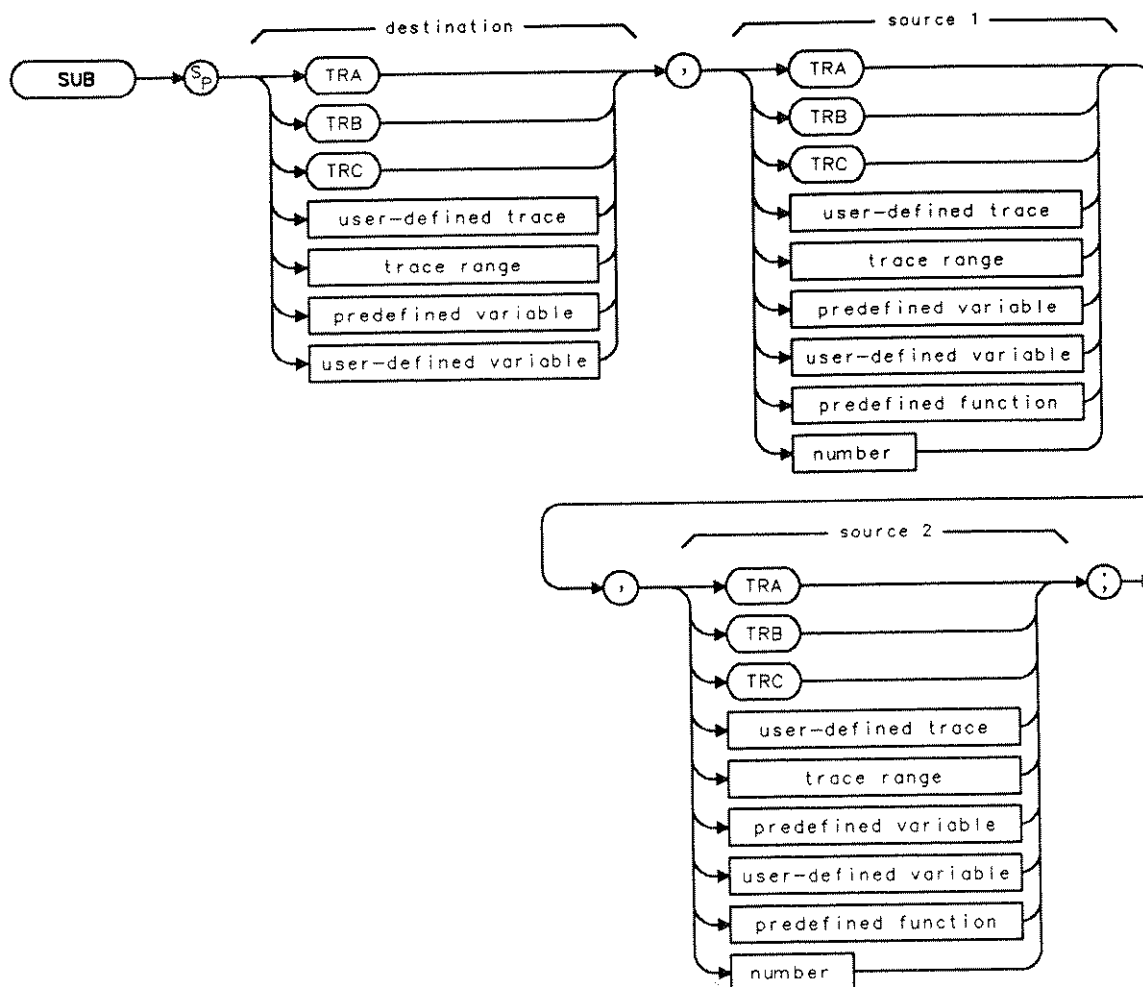 destination
source 1
SUB
SP
TRA
TRB
TRC
user-defined trace
trace range
predefined variable
user-defined variable
,
TRA
TRB
TRC
user-defined trace
trace range
predefined variable
user-defined variable
predefined function
number
source 2
,
TRA
TRB
TRC
user-defined trace
trace range
predefined variable
user-defined variable
predefined function
number
;